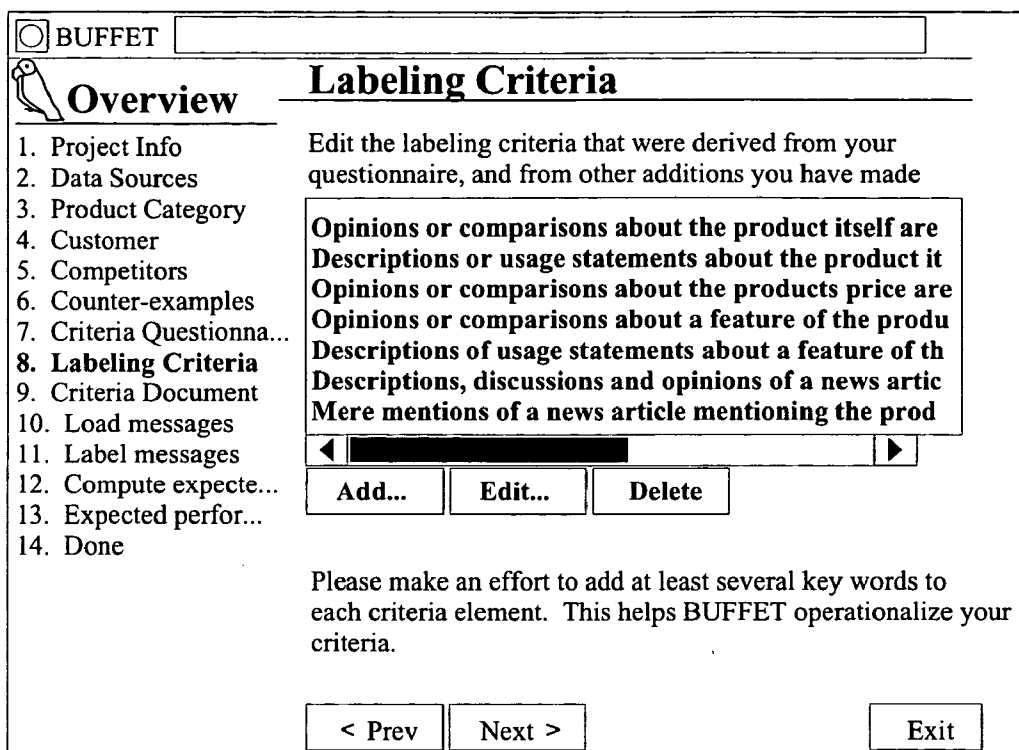 BUFFET
Overview
1. Project Info
2. Data Sources
3. Product Category
4. Customer
5. Competitors
6. Counter-examples
7. Criteria Questionna...
8. Labeling Criteria
9. Criteria Document
10. Load messages
11. Label messages
12. Compute expecte...
13. Expected perfor...
14. Done
Labeling Criteria
Edit the labeling criteria that were derived from your
questionnaire, and from other additions you have made
Opinions or comparisons about the product itself are
Descriptions or usage statements about the product it
Opinions or comparisons about the products price are
Opinions or comparisons about a feature of the produ
Descriptions of usage statements about a feature of th
Descriptions, discussions and opinions of a news artic
Mere mentions of a news article mentioning the prod
Add... Edit... Delete
Please make an effort to add at least several key words to
each criteria element. This helps BUFFET operationalize your
criteria.
< Prev Next > Exit